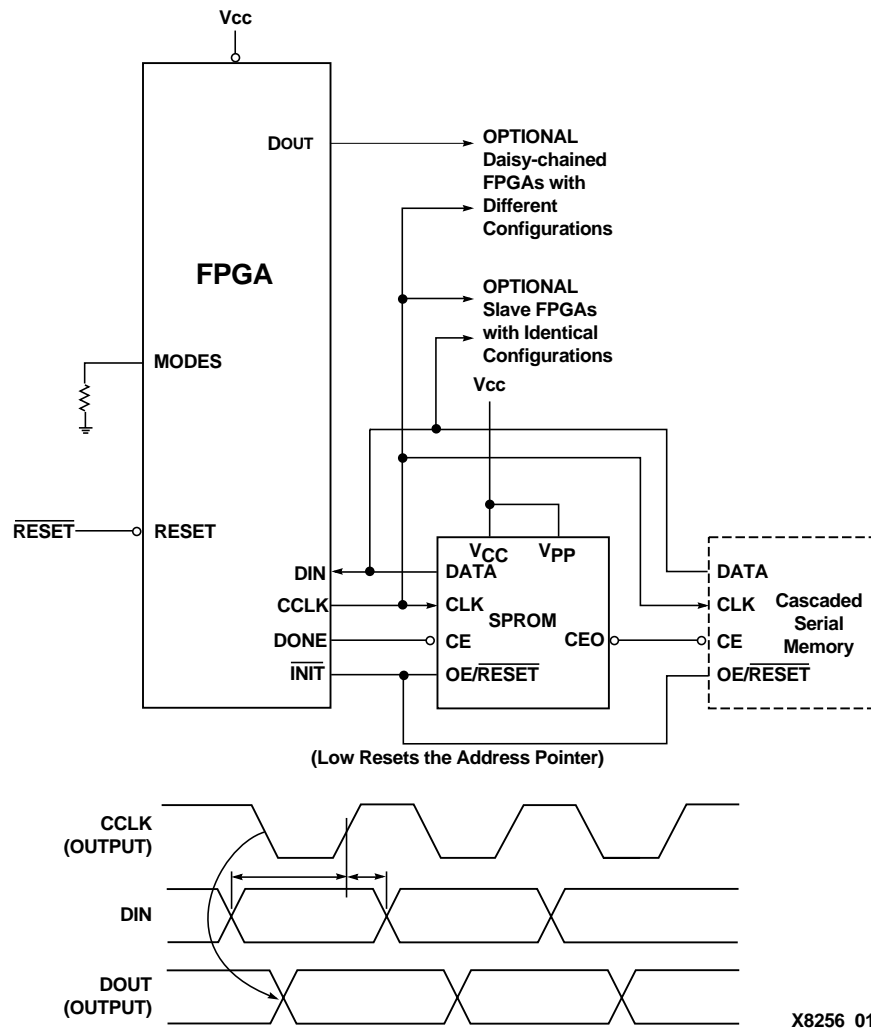 Vcc
DOUT
OPTIONAL
Daisy-chained
FPGAs with
Different
Configurations
FPGA
OPTIONAL
Slave FPGAs
with Identical
Configurations
MODES
Vcc
RESET
RESET
VCC VPP
DIN
DATA
DATA
CCLK
CLK
CLK
Cascaded
Serial
Memory
SPROM
DONE
CE
CEO
CE
INIT
OE/RESET
OE/RESET
(Low Resets the Address Pointer)
CCLK
(OUTPUT)
DIN
DOUT
(OUTPUT)
X8256_01